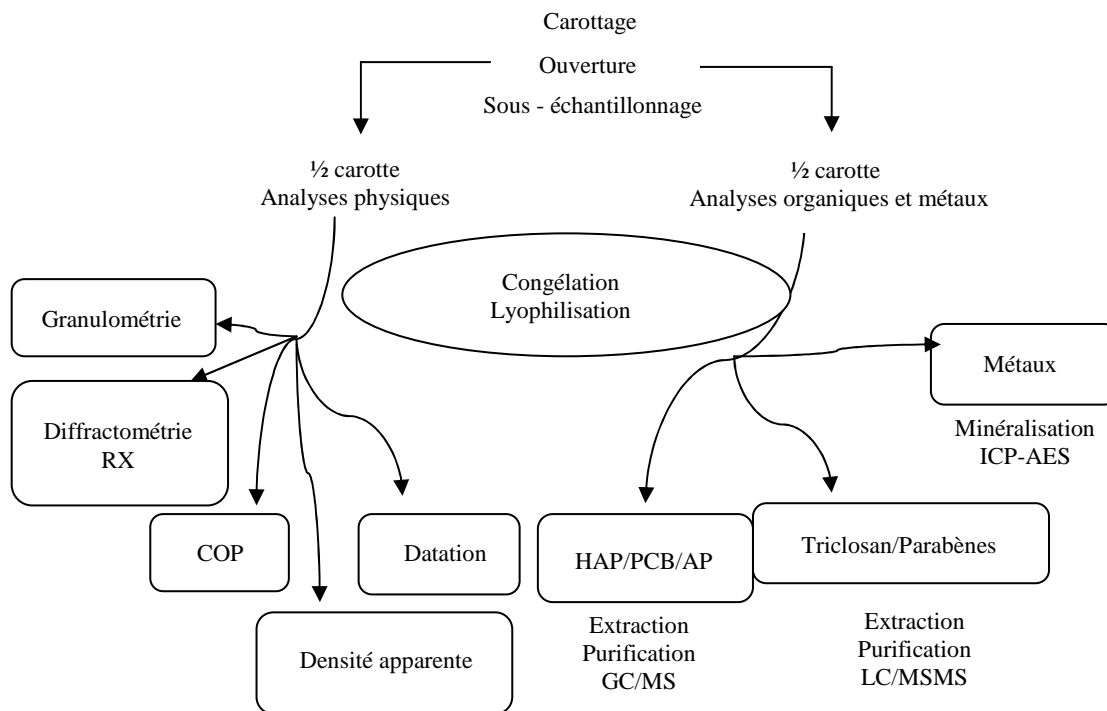 Carottage
Ouverture
Sous - échantillonnage
½ carotte
Analyses physiques
½ carotte
Analyses organiques et métaux
Congélation
Lyophilisation
Granulométrie
Diffractométrie
RX
COP
Densité apparente
Datation
HAP/PCB/AP
Extraction
Purification
GC/MS
Triclosan/Parabènes
Extraction
Purification
LC/MSMS
Métaux
Minéralisation
ICP-AES